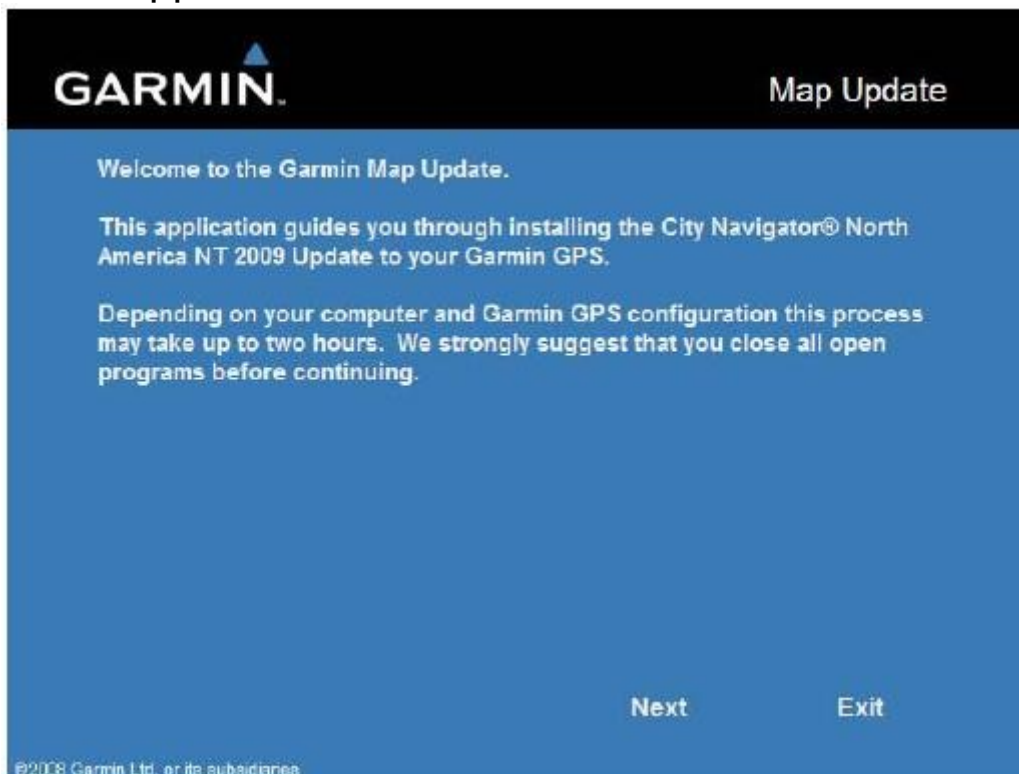 GARMIN™
Map Update
Welcome to the Garmin Map Update.
This application guides you through installing the City Navigator® North
America NT 2009 Update to your Garmin GPS.
Depending on your computer and Garmin GPS configuration this process
may take up to two hours. We strongly suggest that you close all open
programs before continuing.
Next Exit
©2008 Garmin Ltd. or its subsidiaries